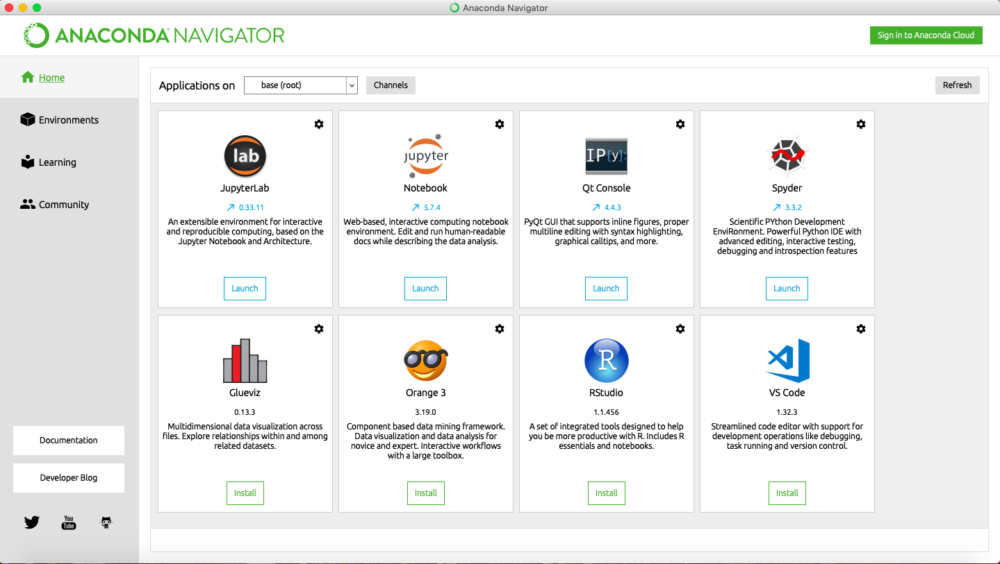 Anaconda Navigator
ANACONDA NAVIGATOR
Sign in to Anaconda Cloud
Home
Environments
Learning
Community
Documentation
Developer Blog
You
Tube
Applications on
base (root)
Channels
Refresh
lab
JupyterLab
0.33.11
An extensible environment for interactive
and reproducible computing, based on the
Jupyter Notebook and Architecture.
Launch
jupyter
Notebook
5.7.4
Web-based, interactive computing notebook
environment. Edit and run human-readable
docs while describing the data analysis.
Launch
IP[y]:
Qt Console
4.4.3
PyQt GUI that supports inline figures, proper
multiline editing with syntax highlighting,
graphical calltips, and more.
Launch
Spyder
3.3.2
Scientific PYthon Development
EnviRonment. Powerful Python IDE with
advanced editing, interactive testing,
debugging and introspection features
Launch
Glueviz
0.13.3
Multidimensional data visualization across
files. Explore relationships within and among
related datasets.
Install
Orange 3
3.19.0
Component based data mining framework.
Data visualization and data analysis for
novice and expert. Interactive workflows
with a large toolbox.
Install
R
RStudio
1.1.456
A set of integrated tools designed to help
you be more productive with R. Includes R
essentials and notebooks.
Install
VS Code
1.32.3
Streamlined code editor with support for
development operations like debugging,
task running and version control.
Install